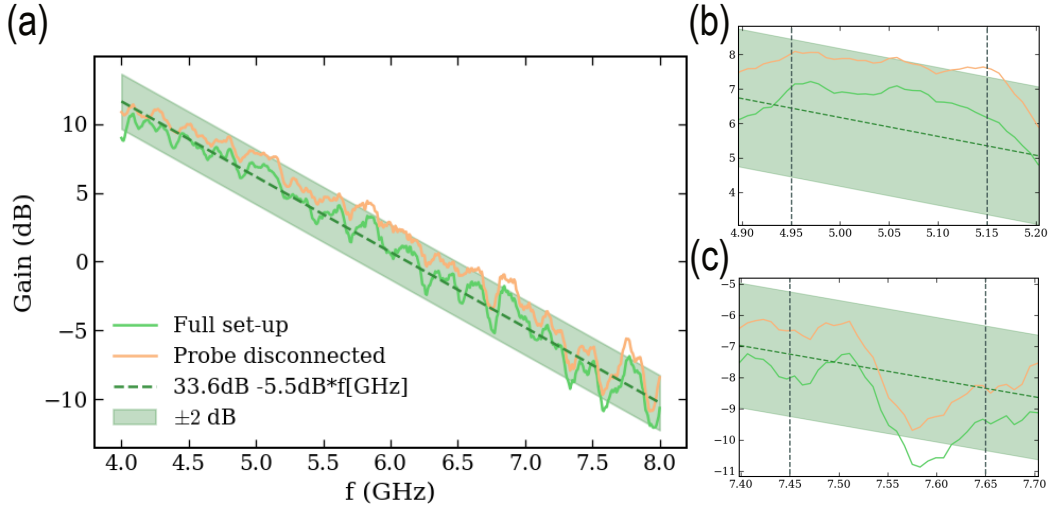 (a)
Gain (dB)
10
5
0
−5
−10
Full set-up
Probe disconnected
33.6dB -5.5dB*f[GHz]
±2 dB
4.0 4.5 5.0 5.5 6.0 6.5 7.0 7.5 8.0
f (GHz)
(b)
8
7
6
5
4
4.90 4.95 5.00 5.05 5.10 5.15 5.20
(c)
−5
−6
−7
−8
−9
−10
−11
7.40 7.45 7.50 7.55 7.60 7.65 7.70